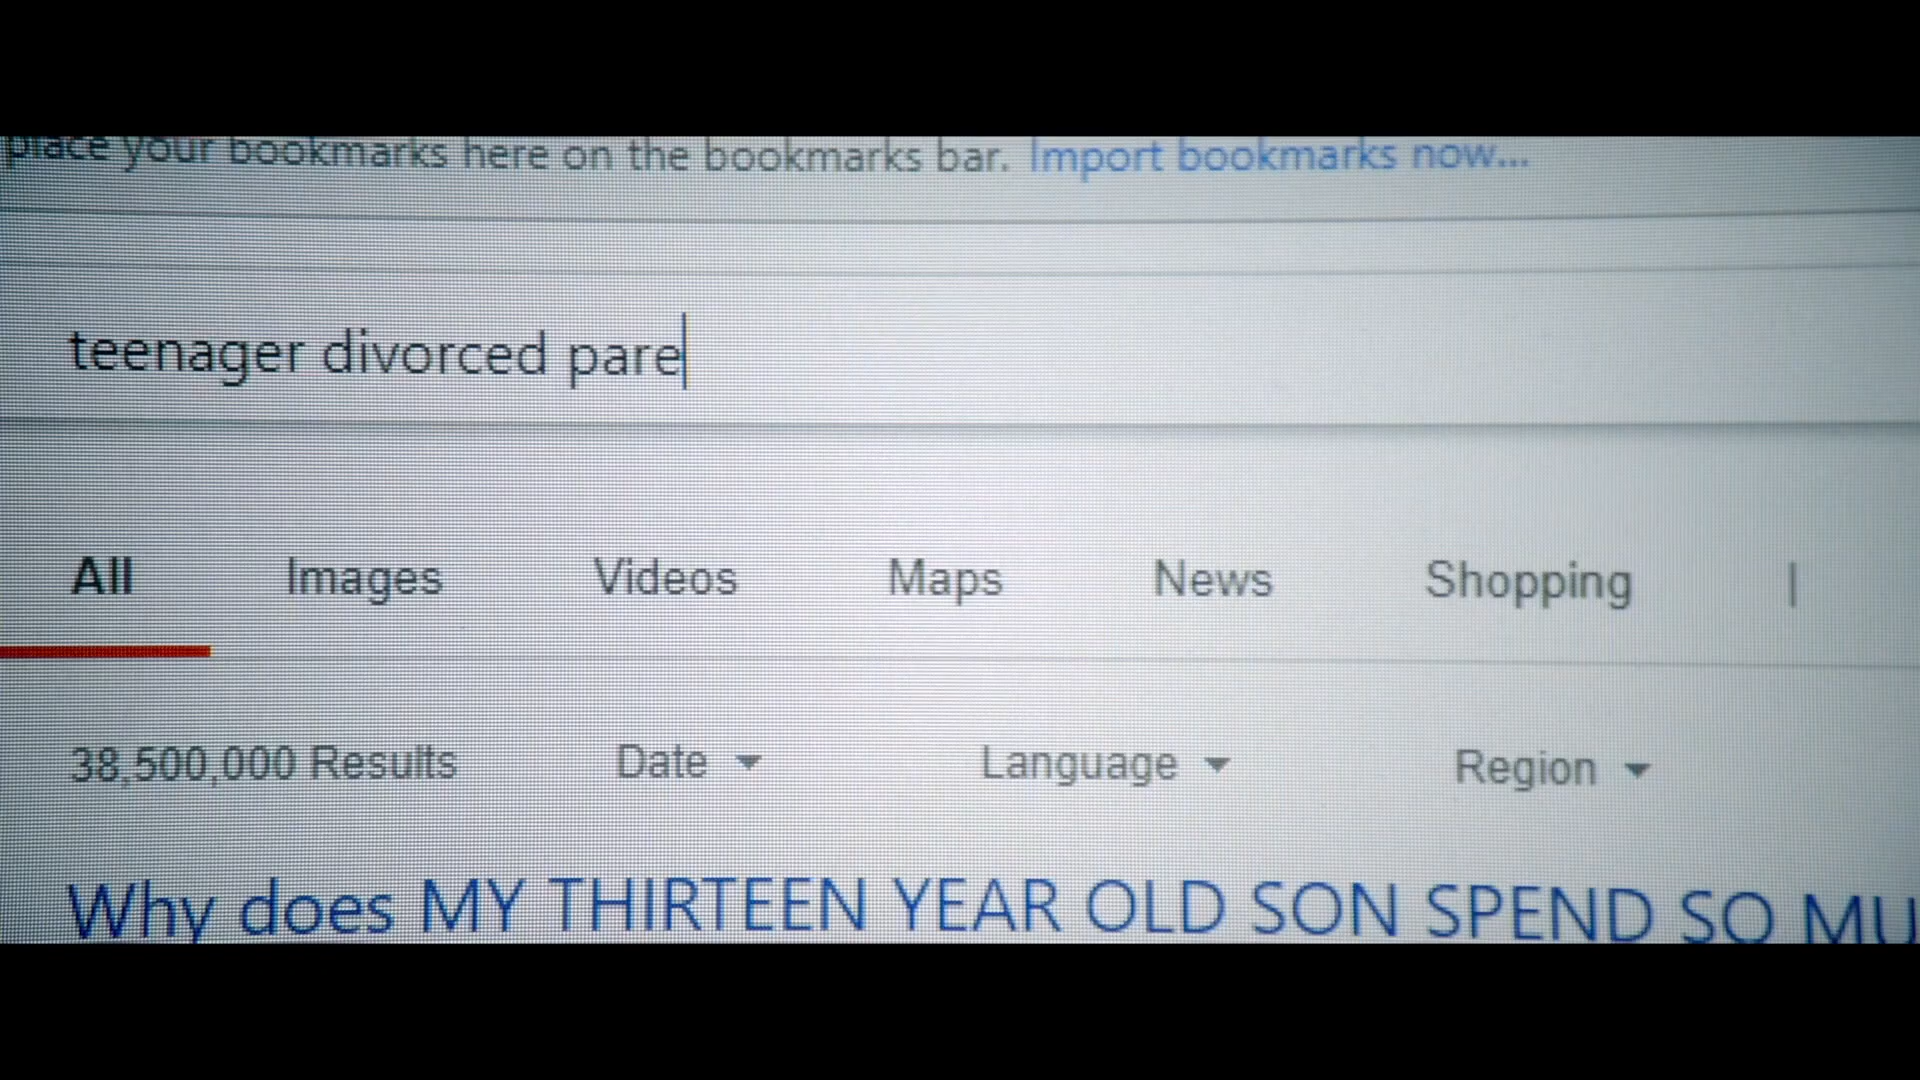 place your bookmarks here on the bookmarks bar. Import bookmarks now...
teenager divorced pare
All Images Videos Maps News Shopping |
38,500,000 Results Date Language Region
Why does MY THIRTEEN YEAR OLD SON SPEND SO MU